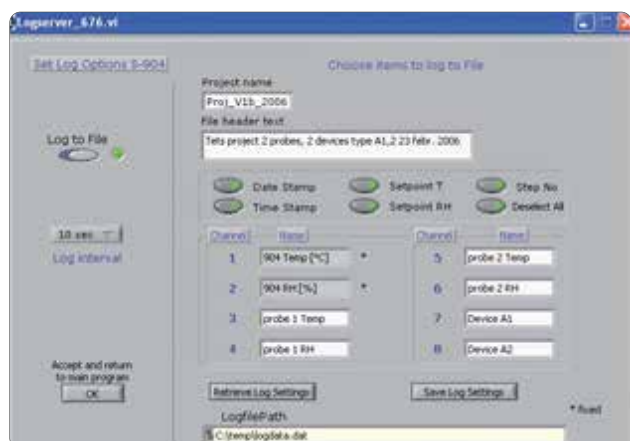 Logserver_676.vi
Set Log Options S-904
Choose items to log to File
Project name
Proj_V1b_2006
File header text
Tets project 2 probes, 2 devices type A1,2 23 febr. 2006
Log to File
Date Stamp
Setpoint T
Step No
Time Stamp
Setpoint RH
Deselect All
10 sec
Log interval
Channel Name
Channel Name
1 904 Temp [°C] *
5 probe 2 Temp
2 904 RH [%] *
6 probe 2 RH
3 probe 1 Temp
7 Device A1
4 probe 1 RH
8 Device A2
Accept and return
to main program
OK
Retrieve Log Settings
Save Log Settings
* fixed
LogfilePath
C:\temp\logdata.dat